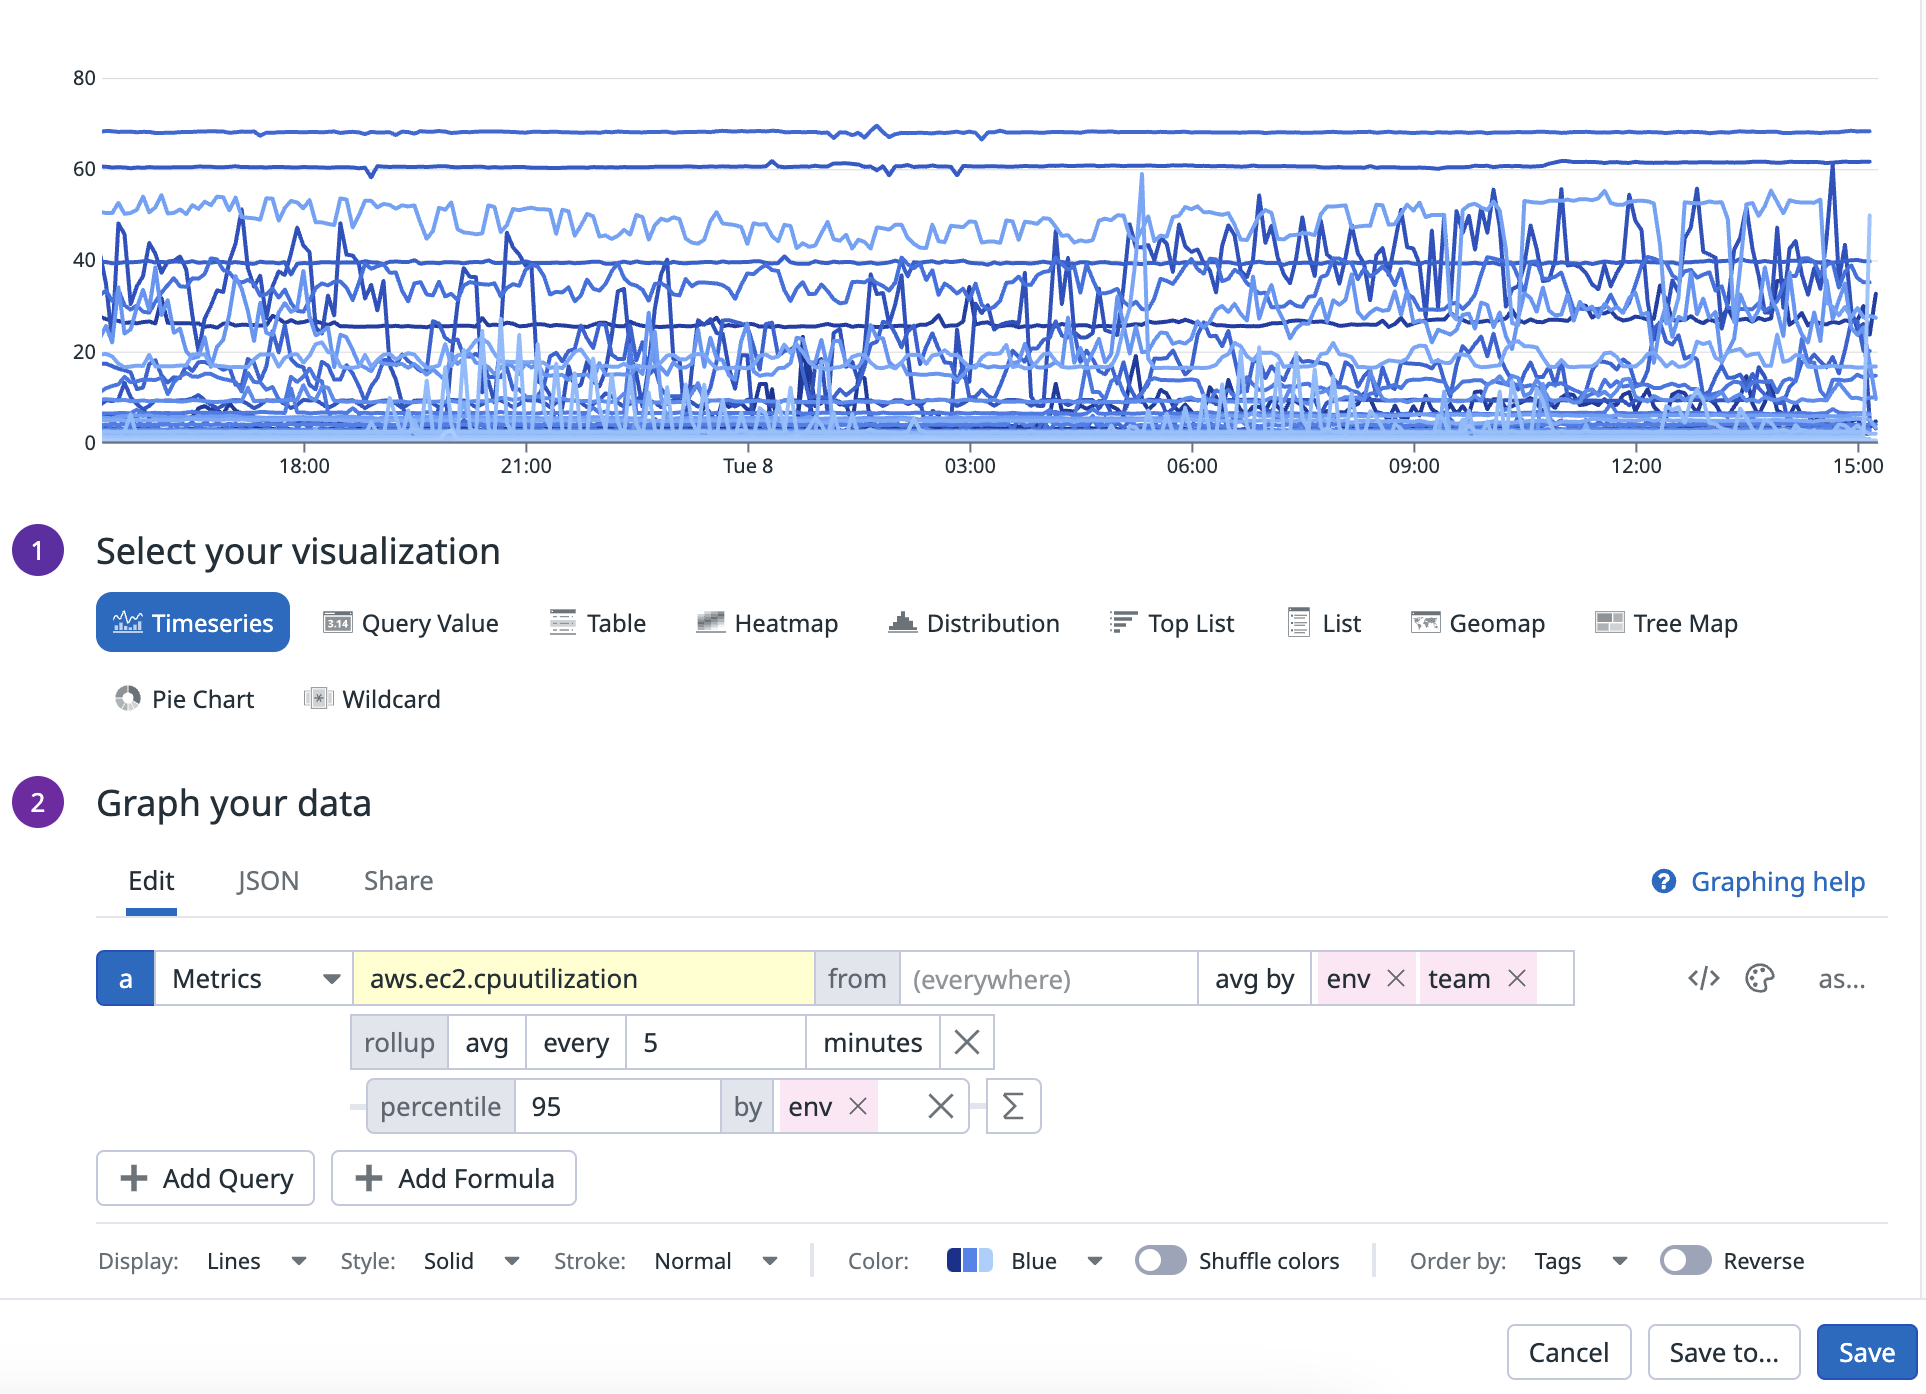 80
60
40
20
0
18:00 21:00 Tue 8 03:00 06:00 09:00 12:00 15:00
1 Select your visualization
Timeseries 3.14 Query Value Table Heatmap Distribution Top List List Geomap Tree Map
Pie Chart Wildcard
2 Graph your data
Edit JSON Share ? Graphing help
a Metrics aws.ec2.cpuutilization from (everywhere) avg by env team </> as...
rollup avg every 5 minutes
percentile 95 by env Σ
+ Add Query + Add Formula
Display: Lines Style: Solid Stroke: Normal Color: Blue Shuffle colors Order by: Tags Reverse
Cancel Save to... Save